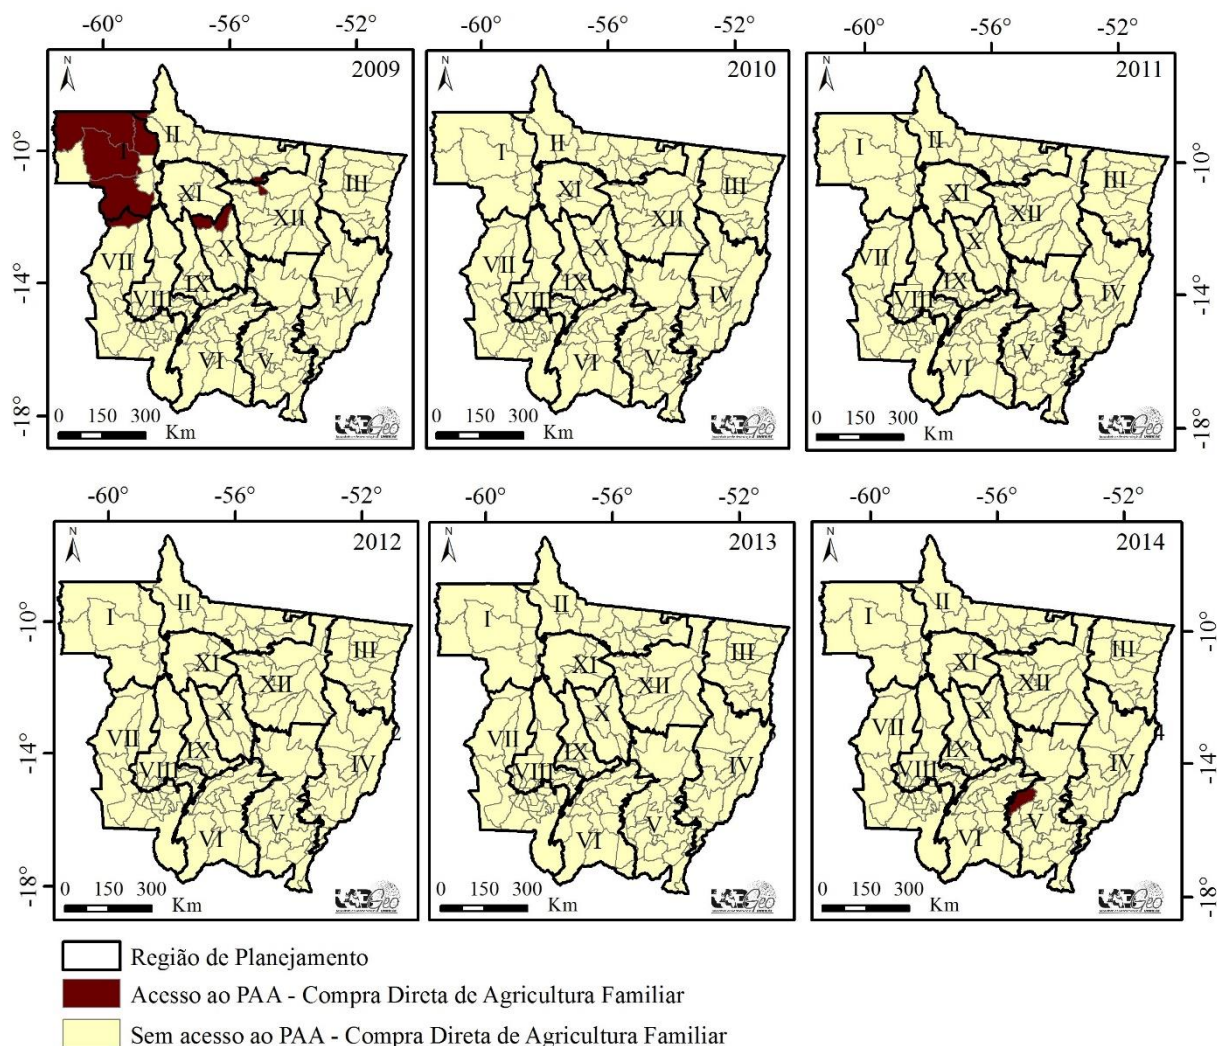 -60° -56° -52° -60° -56° -52° -60° -56° -52°
N 2009 N 2010 N 2011
-10° -14° -18°
I II III XI XII X VII IX VIII IV VI V
I II III XI XII X VII IX VIII IV VI V
I II III XI XII X VII IX VIII IV VI V
-10° -14° -18°
0 150 300 Km 0 150 300 Km 0 150 300 Km
-60° -56° -52° -60° -56° -52° -60° -56° -52°
N 2012 N 2013 N 2014
-10° -14° -18°
I II III XI XII X VII IX VIII IV VI V
I II III XI XII X VII IX VIII IV VI V
I II III XI XII X VII IX VIII IV VI V
-10° -14° -18°
0 150 300 Km 0 150 300 Km 0 150 300 Km
Região de Planejamento
Acesso ao PAA - Compra Direta de Agricultura Familiar
Sem acesso ao PAA - Compra Direta de Agricultura Familiar